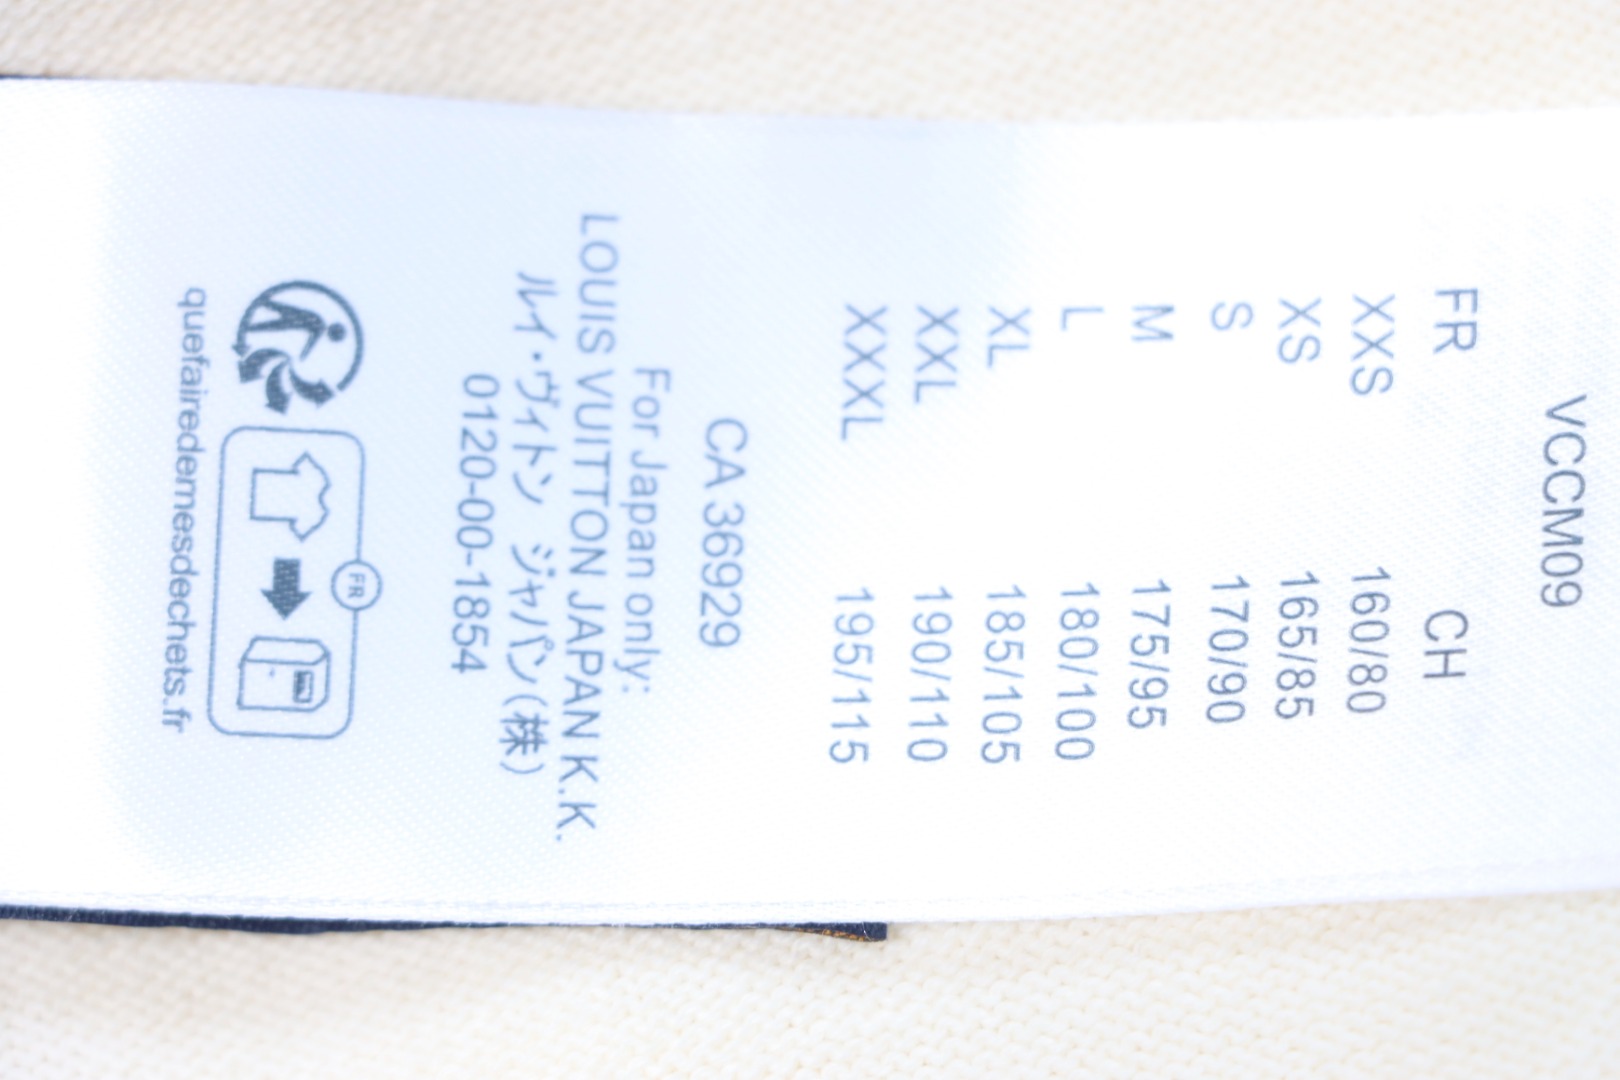 VCCM09
FR CH
XXS 160/80
XS 165/85
S 170/90
M 175/95
L 180/100
XL 185/105
XXL 190/110
XXXL 195/115
CA 36929
For Japan only:
LOUIS VUITTON JAPAN K.K.
ルイ・ヴィトン ジャパン(株)
0120-00-1854
FR
quefairedemesdechets.fr